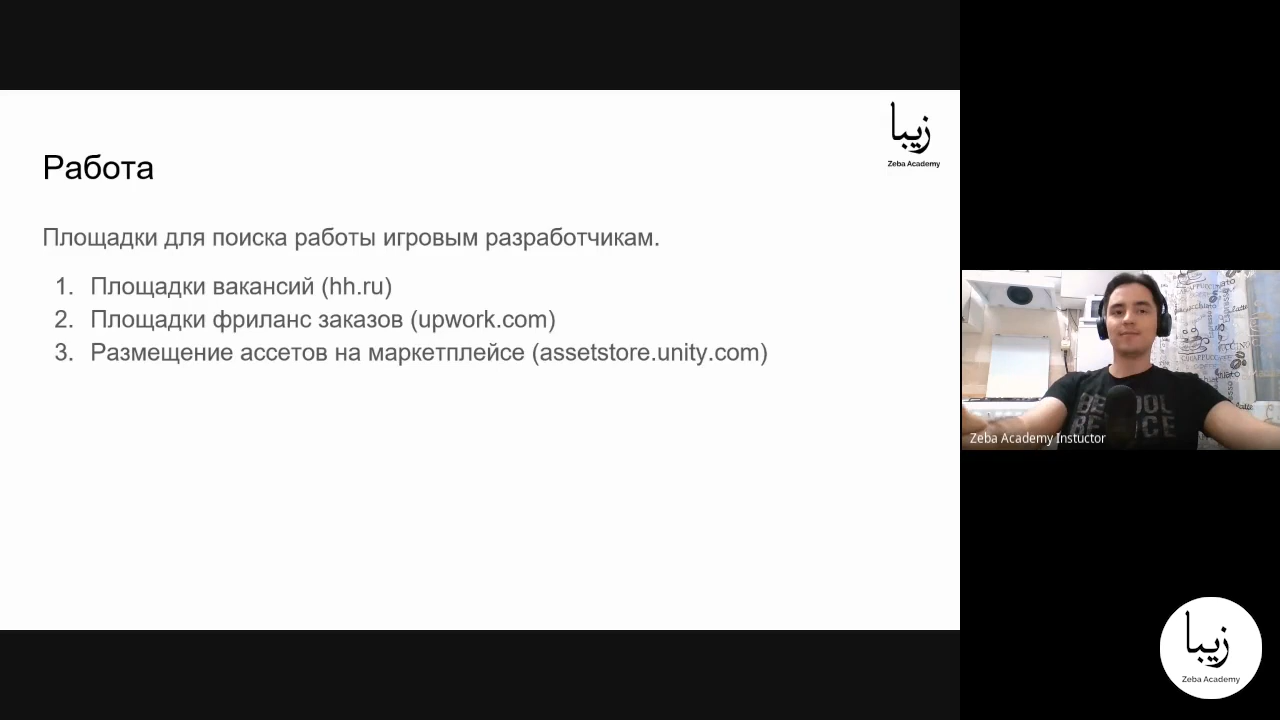 زيبا
Zeba Academy
Работа
Площадки для поиска работы игровым разработчикам.
1. Площадки вакансий (hh.ru)
2. Площадки фриланс заказов (upwork.com)
3. Размещение ассетов на маркетплейсе (assetstore.unity.com)
Zeba Academy Instuctor
زيبا
Zeba Academy